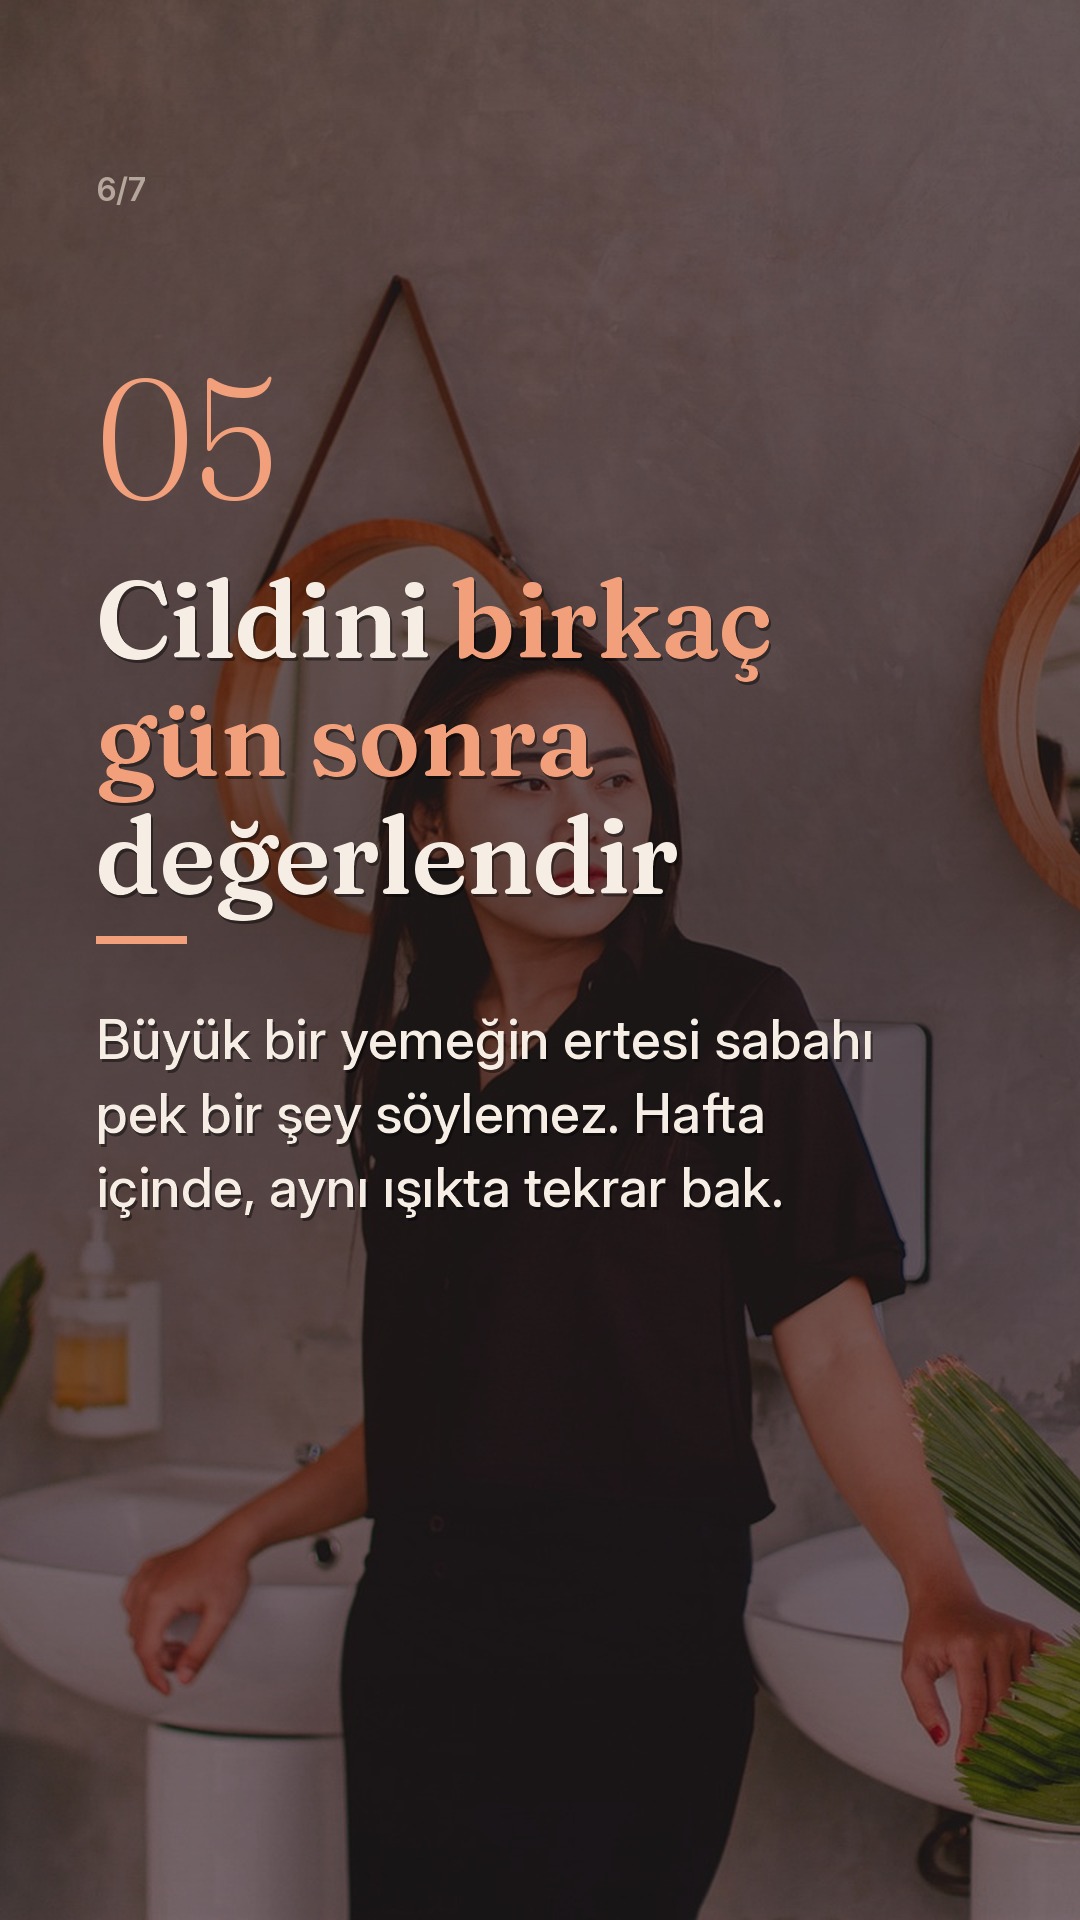 6/7
05
Cildini birkaç
gün sonra
değerlendir
Büyük bir yemeğin ertesi sabahı
pek bir şey söylemez. Hafta
içinde, aynı ışıkta tekrar bak.